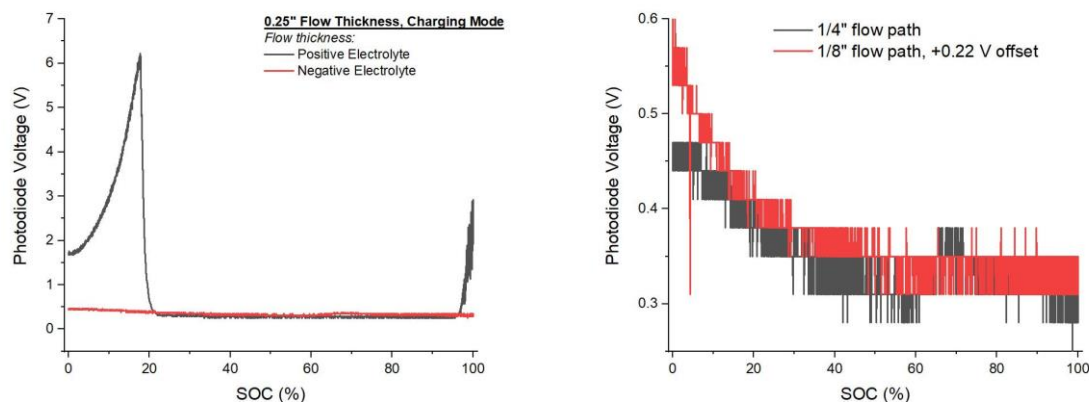 7
6
5
4
3
2
1
0
Photodiode Voltage (V)
0.25" Flow Thickness, Charging Mode
Flow thickness:
Positive Electrolyte
Negative Electrolyte
0 20 40 60 80 100
SOC (%)
0.6
0.5
0.4
0.3
Photodiode Voltage (V)
1/4" flow path
1/8" flow path, +0.22 V offset
0 20 40 60 80 100
SOC (%)